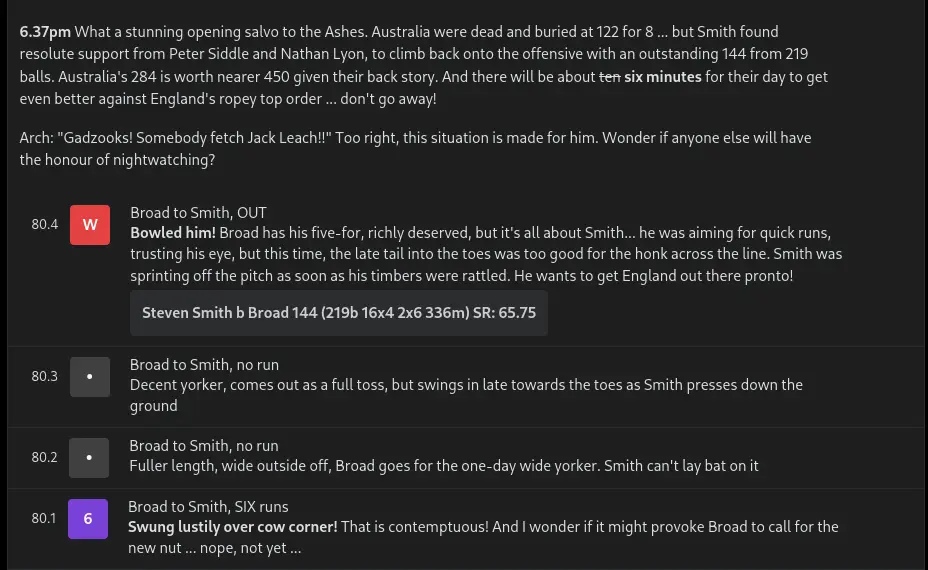 6.37pm What a stunning opening salvo to the Ashes. Australia were dead and buried at 122 for 8 ... but Smith found
resolute support from Peter Siddle and Nathan Lyon, to climb back onto the offensive with an outstanding 144 from 219
balls. Australia's 284 is worth nearer 450 given their back story. And there will be about ten six minutes for their day to get
even better against England's ropey top order ... don't go away!
Arch: "Gadzooks! Somebody fetch Jack Leach!!" Too right, this situation is made for him. Wonder if anyone else will have
the honour of nightwatching?
80.4 W Broad to Smith, OUT
Bowled him! Broad has his five-for, richly deserved, but it's all about Smith... he was aiming for quick runs,
trusting his eye, but this time, the late tail into the toes was too good for the honk across the line. Smith was
sprinting off the pitch as soon as his timbers were rattled. He wants to get England out there pronto!
Steven Smith b Broad 144 (219b 16x4 2x6 336m) SR: 65.75
80.3 • Broad to Smith, no run
Decent yorker, comes out as a full toss, but swings in late towards the toes as Smith presses down the
ground
80.2 • Broad to Smith, no run
Fuller length, wide outside off, Broad goes for the one-day wide yorker. Smith can't lay bat on it
80.1 6 Broad to Smith, SIX runs
Swung lustily over cow corner! That is contemptuous! And I wonder if it might provoke Broad to call for the
new nut ... nope, not yet ...